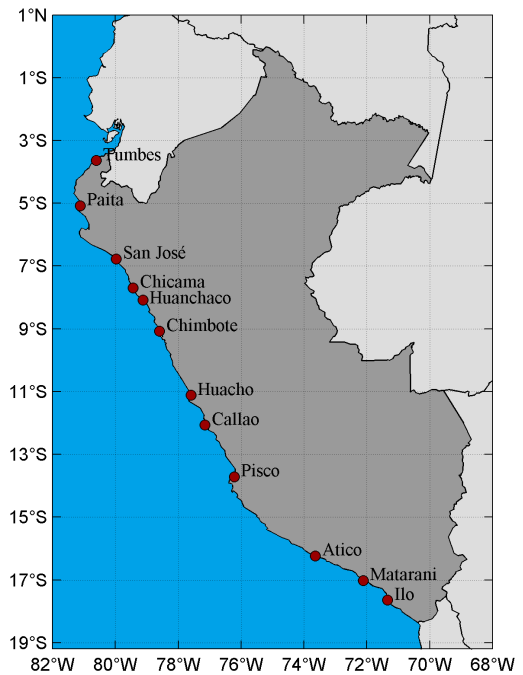 1°N
1°S
3°S
Tumbes
5°S
Paita
San José
7°S
Chicama
Huanchaco
9°S
Chimbote
11°S
Huacho
Callao
13°S
Pisco
15°S
Atico
17°S
Matarani
Ilo
19°S
82°W 80°W 78°W 76°W 74°W 72°W 70°W 68°W